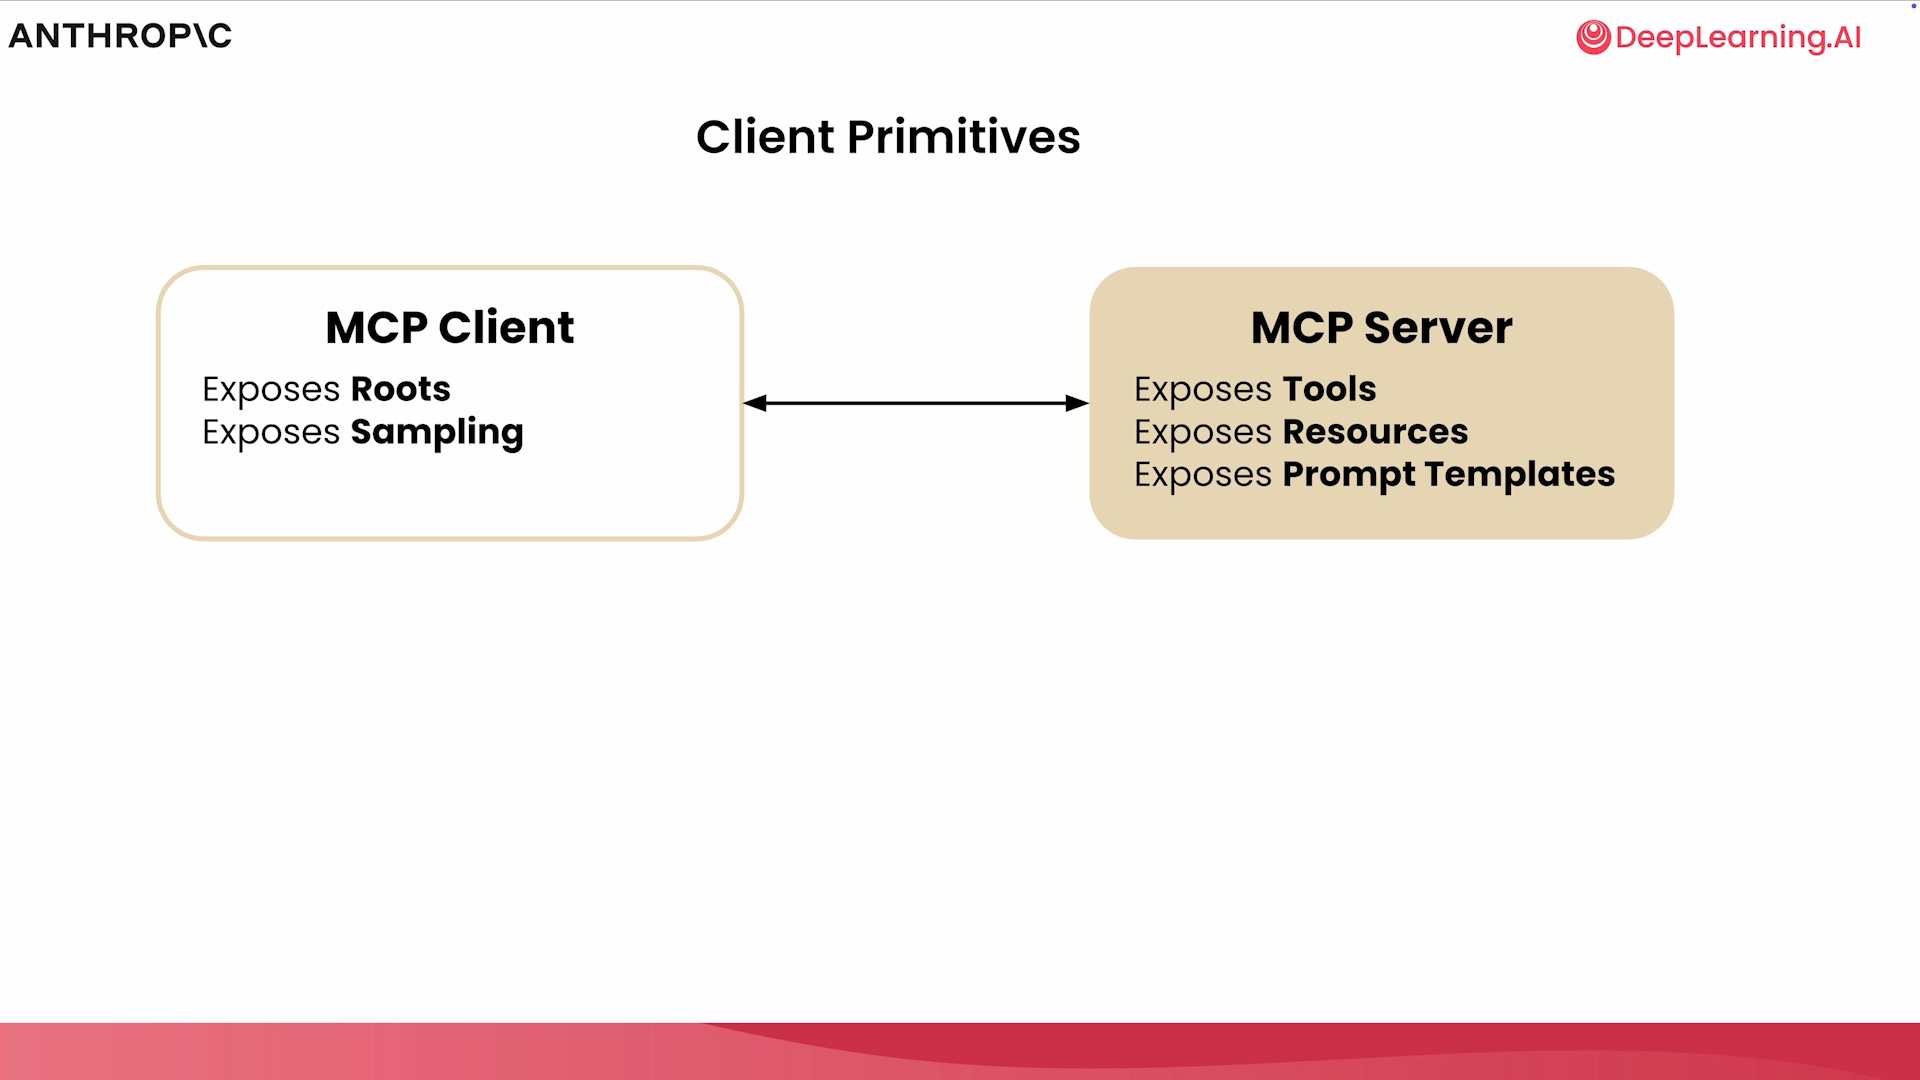 ANTHROP\C
DeepLearning.AI
Client Primitives
MCP Client
Exposes Roots
Exposes Sampling
MCP Server
Exposes Tools
Exposes Resources
Exposes Prompt Templates